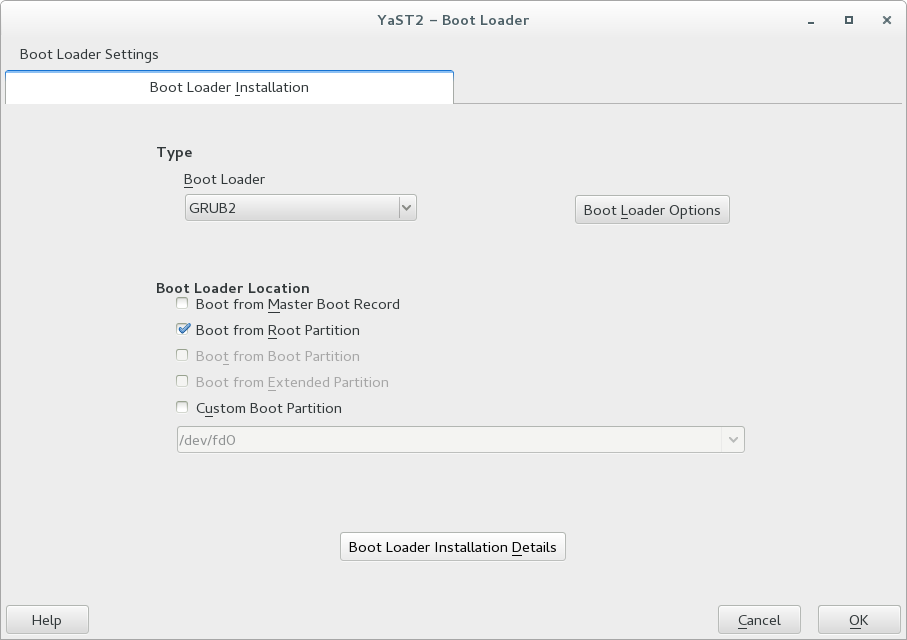 YaST2 – Boot Loader
Boot Loader Settings
Boot Loader Installation
Type
Boot Loader
GRUB2
Boot Loader Options
Boot Loader Location
Boot from Master Boot Record
Boot from Root Partition
Boot from Boot Partition
Boot from Extended Partition
Custom Boot Partition
/dev/fd0
Boot Loader Installation Details
Help
Cancel
OK